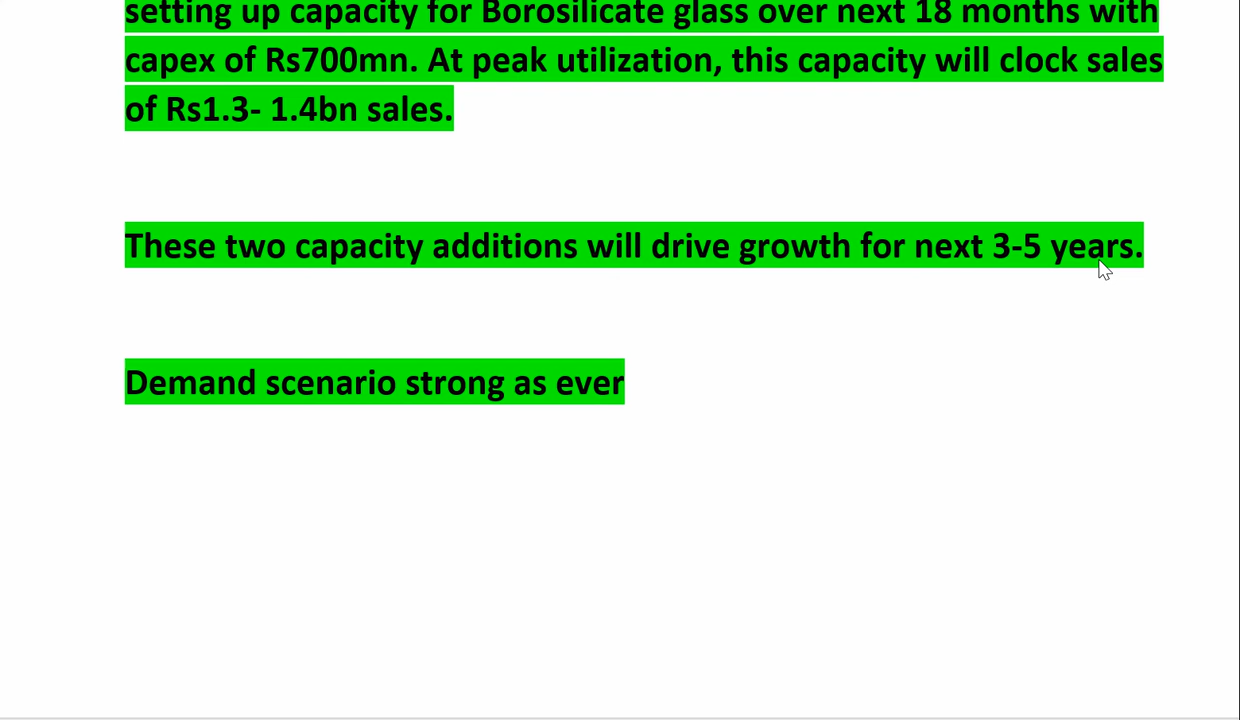 setting up capacity for Borosilicate glass over next 18 months with
capex of Rs700mn. At peak utilization, this capacity will clock sales
of Rs1.3- 1.4bn sales.
These two capacity additions will drive growth for next 3-5 years.
Demand scenario strong as ever